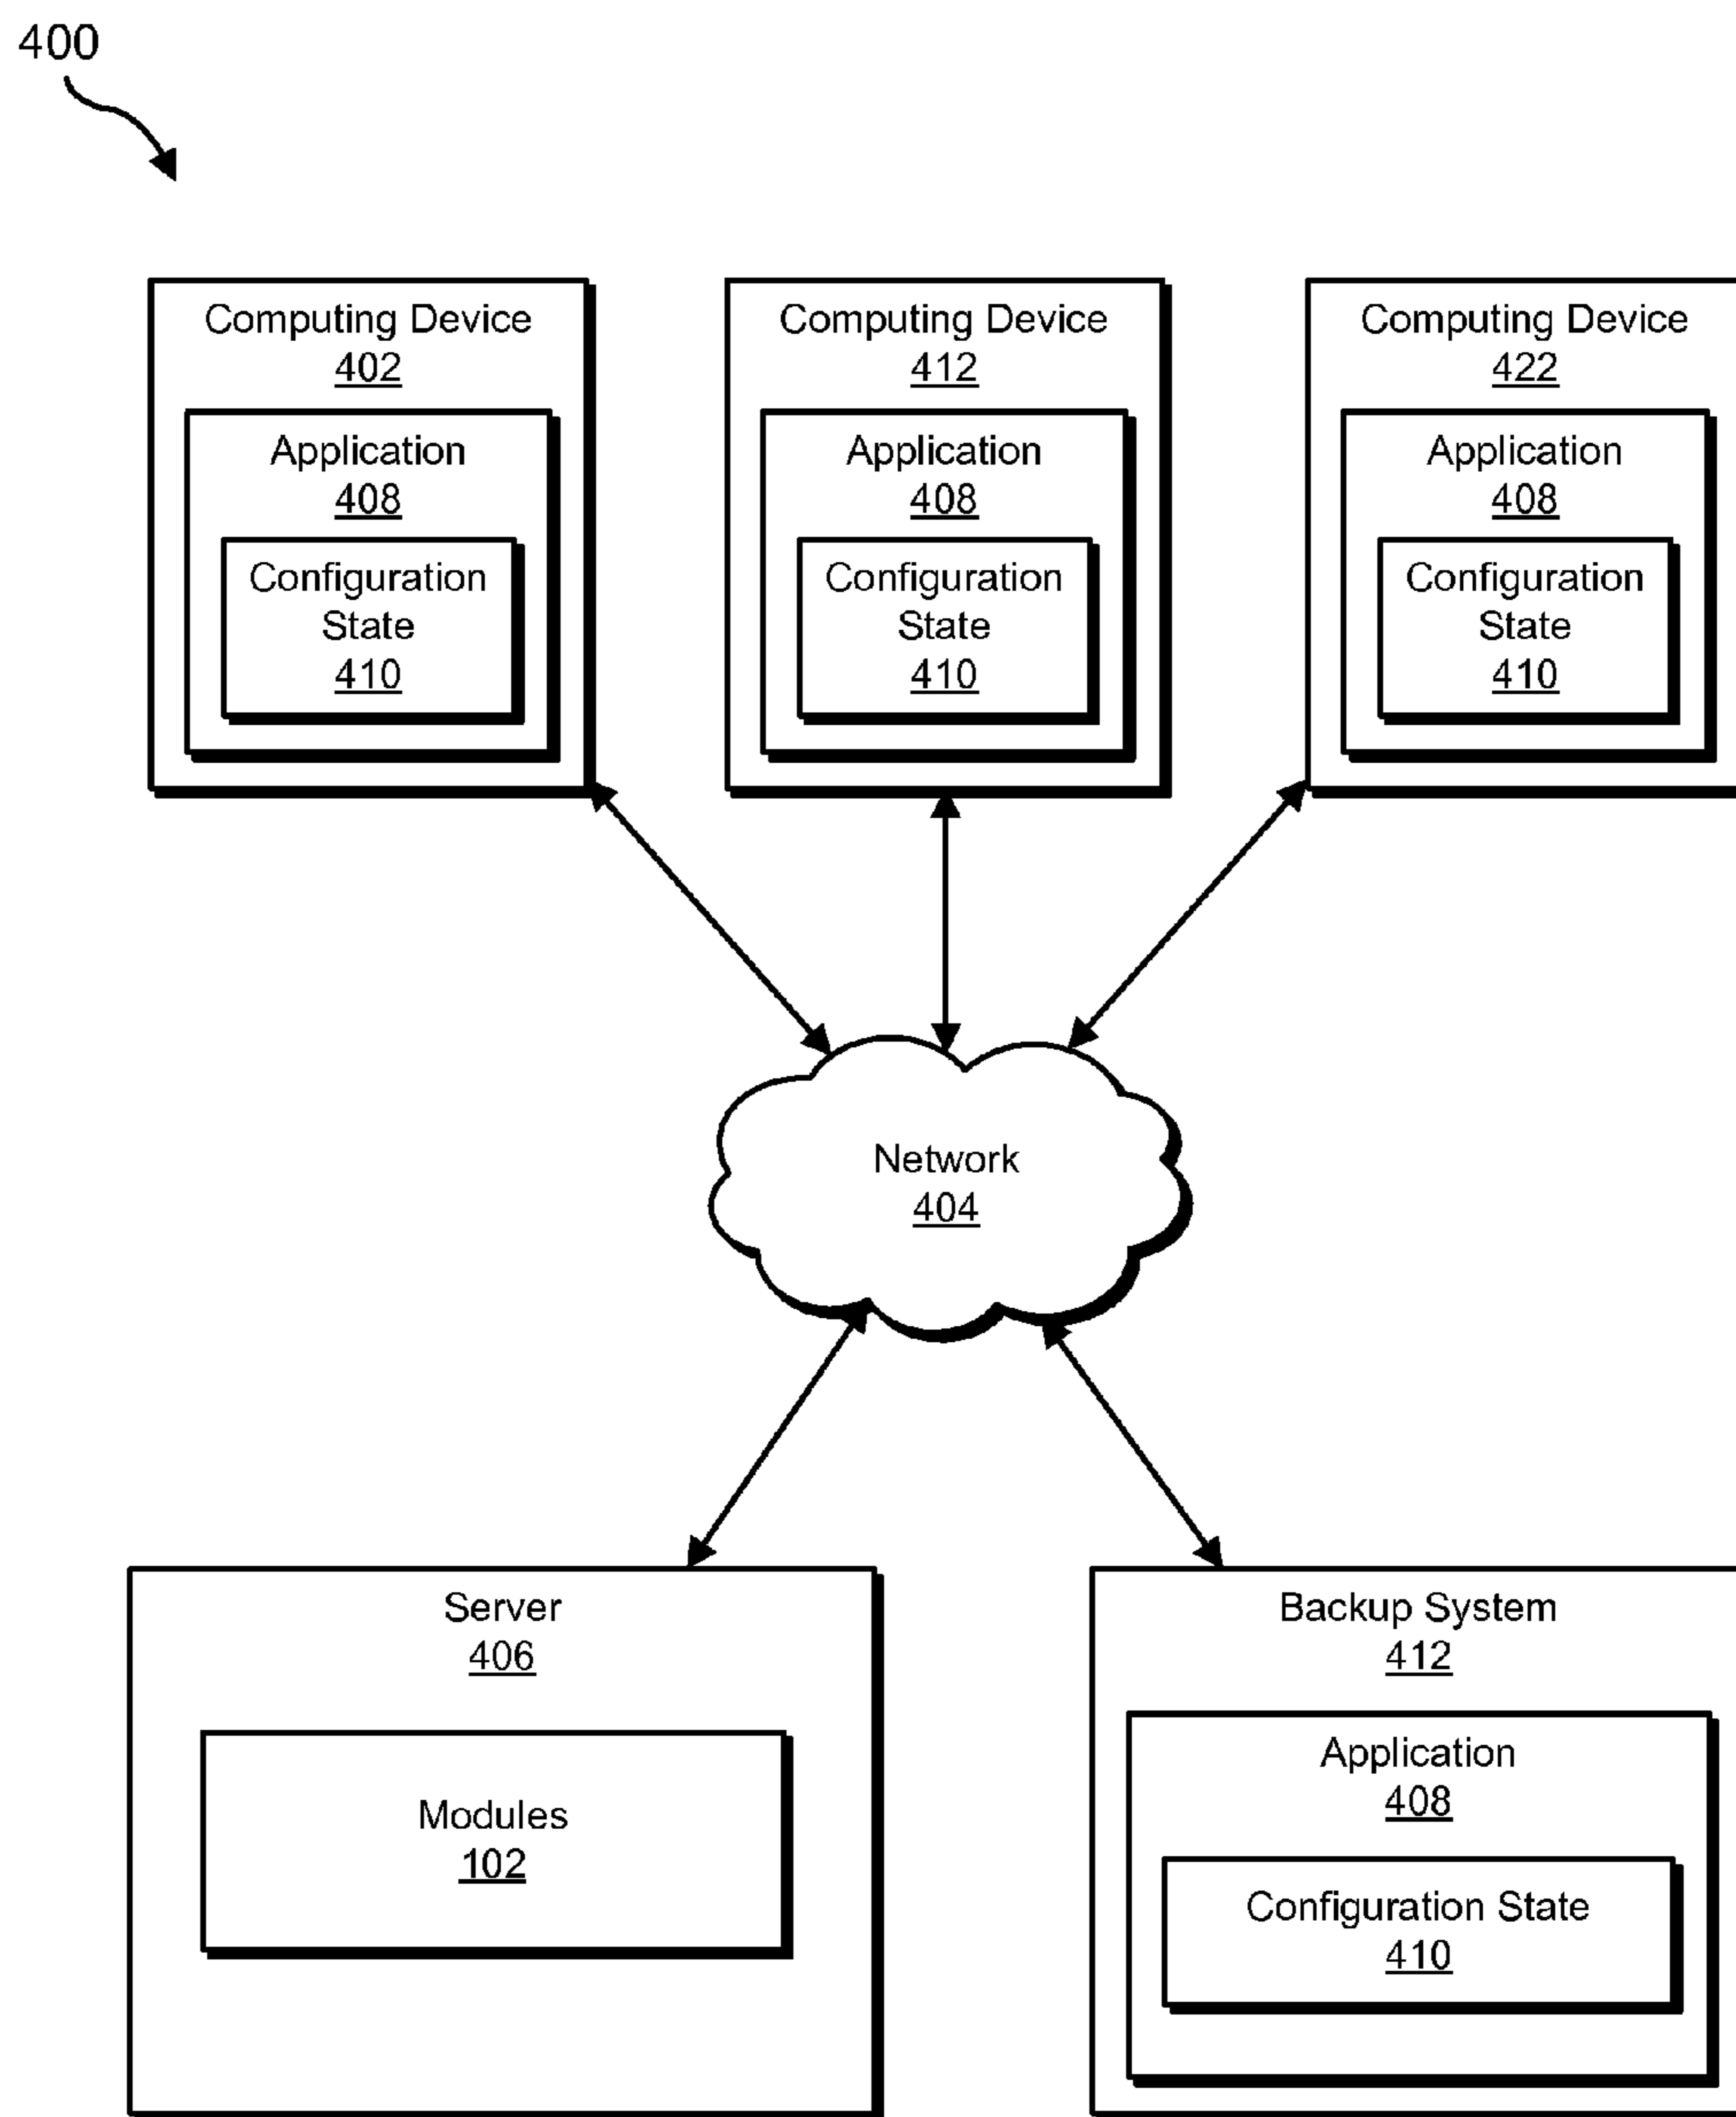 400
Computing Device
402
Application
408
Configuration
State
410
Computing Device
412
Application
408
Configuration
State
410
Computing Device
422
Application
408
Configuration
State
410
Network
404
Server
406
Modules
102
Backup System
412
Application
408
Configuration State
410